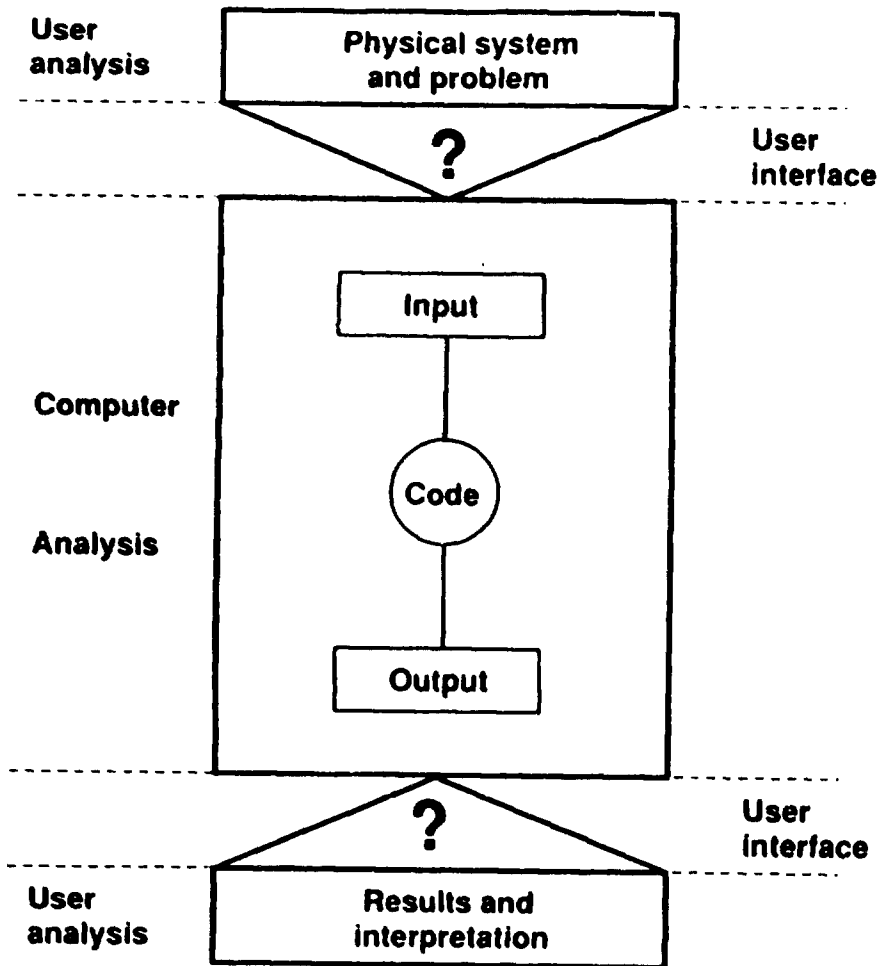 User
analysis
Physical system
and problem
?
User
interface
Input
Computer
Code
Analysis
Output
?
User
interface
User
analysis
Results and
interpretation